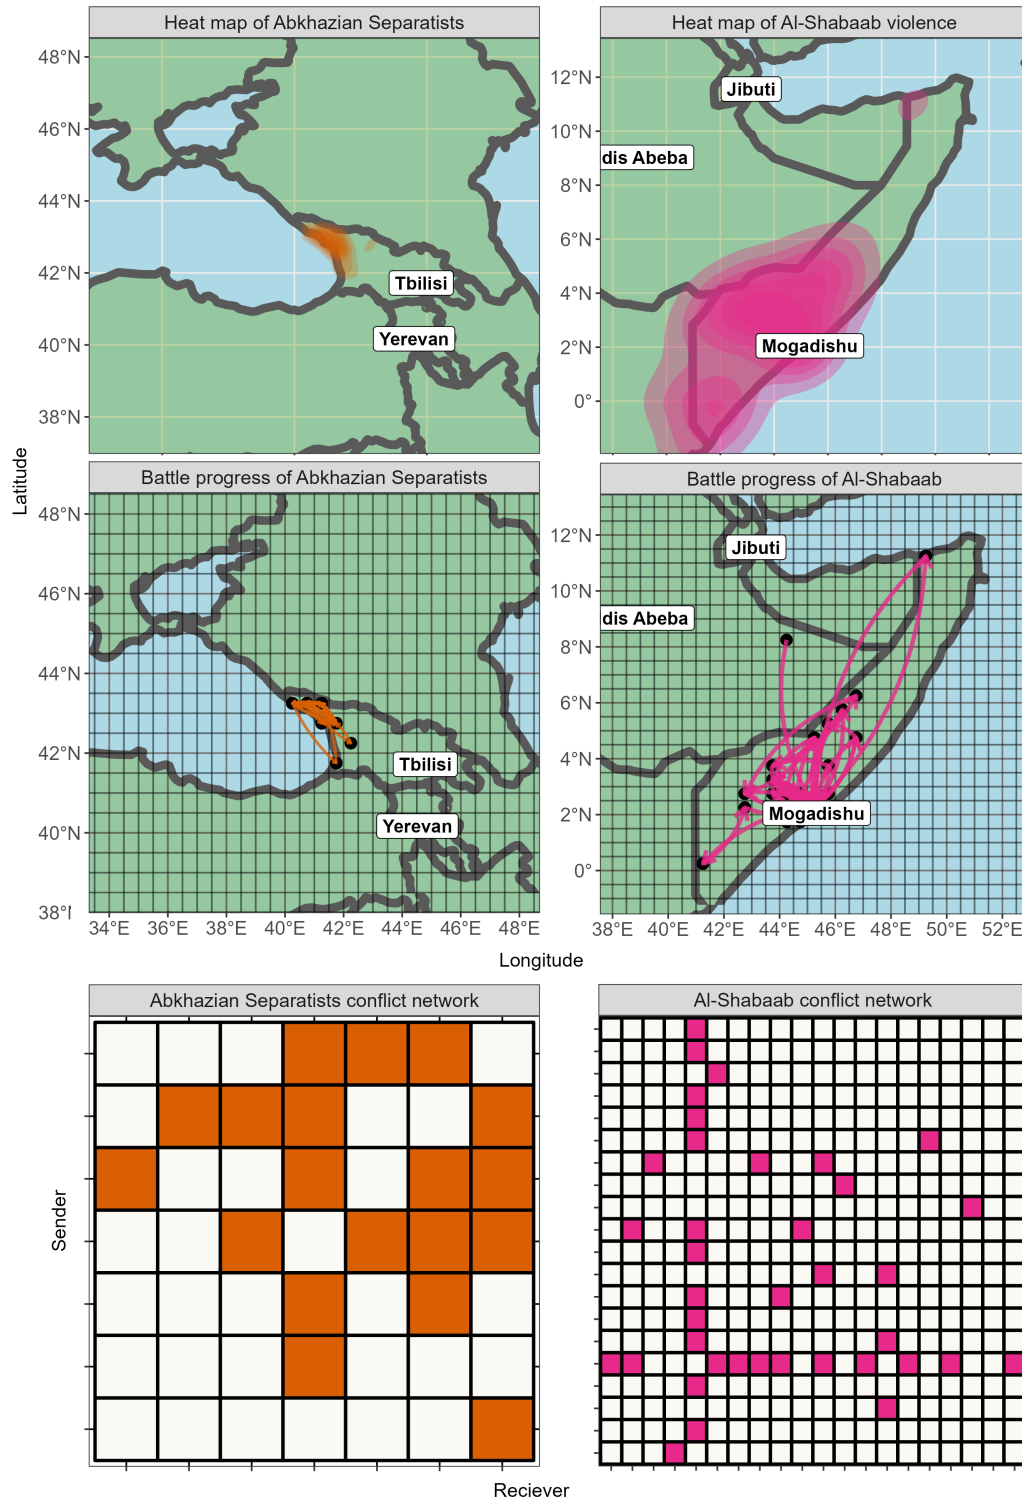 Heat map of Abkhazian Separatists
Heat map of Al-Shabaab violence
48°N
46°N
44°N
42°N
40°N
38°N
Tbilisi
Yerevan
12°N
10°N
8°N
6°N
4°N
2°N
0°
Jibuti
dis Abeba
Mogadishu
Latitude
Battle progress of Abkhazian Separatists
Battle progress of Al-Shabaab
48°N
46°N
44°N
42°N
40°N
38°I
Tbilisi
Yerevan
34°E 36°E 38°E 40°E 42°E 44°E 46°E 48°E
12°N
10°N
8°N
6°N
4°N
2°N
0°
Jibuti
dis Abeba
Mogadishu
38°E 40°E 42°E 44°E 46°E 48°E 50°E 52°E
Longitude
Abkhazian Separatists conflict network
Al-Shabaab conflict network
Sender
Reciever